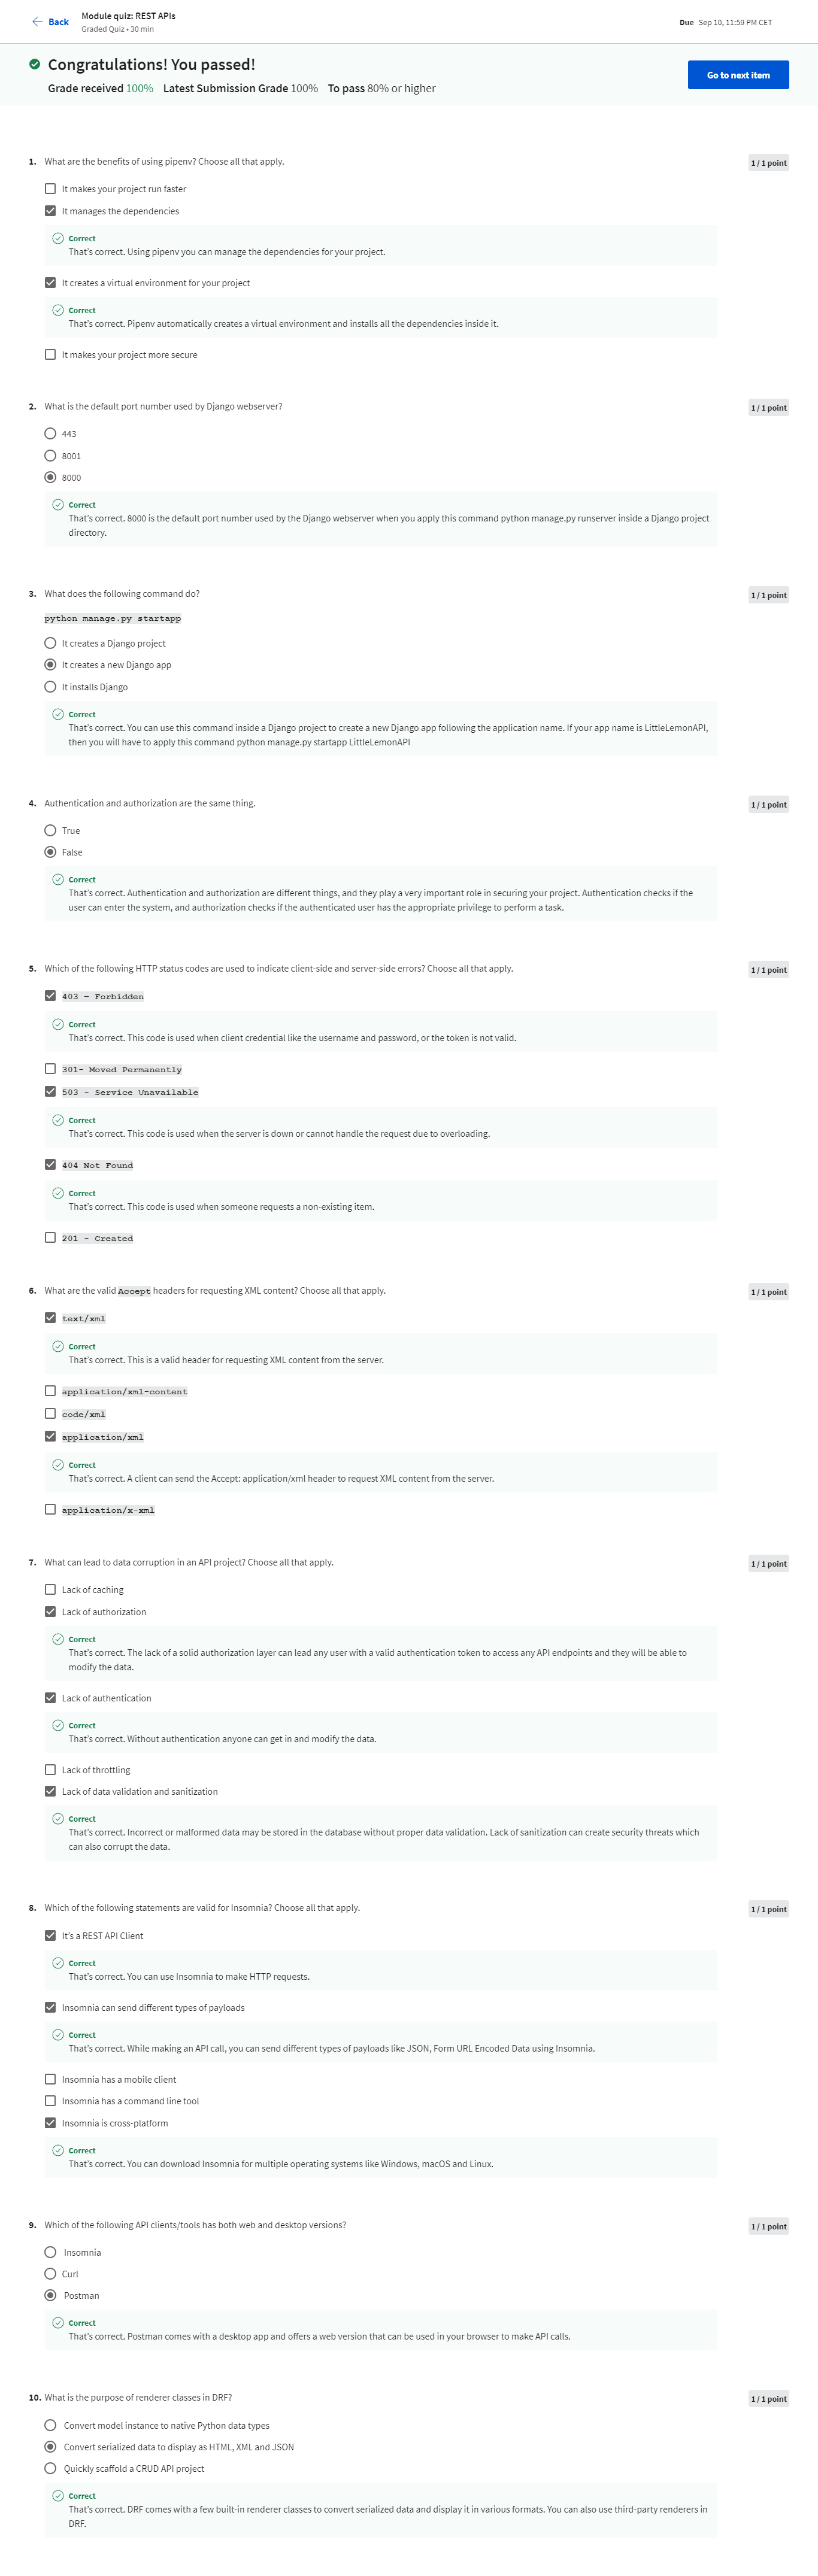 Back
Module quiz: REST APIs
Graded Quiz • 30 min
Due Sep 10, 11:59 PM CET
Congratulations! You passed!
Grade received 100% Latest Submission Grade 100% To pass 80% or higher
Go to next item
1. What are the benefits of using pipenv? Choose all that apply.
1 / 1 point
It makes your project run faster
It manages the dependencies
Correct
That's correct. Using pipenv you can manage the dependencies for your project.
It creates a virtual environment for your project
Correct
That's correct. Pipenv automatically creates a virtual environment and installs all the dependencies inside it.
It makes your project more secure
2. What is the default port number used by Django webserver?
1 / 1 point
443
8001
8000
Correct
That's correct. 8000 is the default port number used by the Django webserver when you apply this command python manage.py runserver inside a Django project
directory.
3. What does the following command do?
1 / 1 point
python manage.py startapp
It creates a Django project
It creates a new Django app
It installs Django
Correct
That's correct. You can use this command inside a Django project to create a new Django app following the application name. If your app name is LittleLemonAPI,
then you will have to apply this command python manage.py startapp LittleLemonAPI
4. Authentication and authorization are the same thing.
1 / 1 point
True
False
Correct
That's correct. Authentication and authorization are different things, and they play a very important role in securing your project. Authentication checks if the
user can enter the system, and authorization checks if the authenticated user has the appropriate privilege to perform a task.
5. Which of the following HTTP status codes are used to indicate client-side and server-side errors? Choose all that apply.
1 / 1 point
403 – Forbidden
Correct
That's correct. This code is used when client credential like the username and password, or the token is not valid.
301- Moved Permanently
503 - Service Unavailable
Correct
That's correct. This code is used when the server is down or cannot handle the request due to overloading.
404 Not Found
Correct
That's correct. This code is used when someone requests a non-existing item.
201 - Created
6. What are the valid Accept headers for requesting XML content? Choose all that apply.
1 / 1 point
text/xml
Correct
That's correct. This is a valid header for requesting XML content from the server.
application/xml-content
code/xml
application/xml
Correct
That's correct. A client can send the Accept: application/xml header to request XML content from the server.
application/x-xml
7. What can lead to data corruption in an API project? Choose all that apply.
1 / 1 point
Lack of caching
Lack of authorization
Correct
That's correct. The lack of a solid authorization layer can lead any user with a valid authentication token to access any API endpoints and they will be able to
modify the data.
Lack of authentication
Correct
That's correct. Without authentication anyone can get in and modify the data.
Lack of throttling
Lack of data validation and sanitization
Correct
That's correct. Incorrect or malformed data may be stored in the database without proper data validation. Lack of sanitization can create security threats which
can also corrupt the data.
8. Which of the following statements are valid for Insomnia? Choose all that apply.
1 / 1 point
It's a REST API Client
Correct
That's correct. You can use Insomnia to make HTTP requests.
Insomnia can send different types of payloads
Correct
That's correct. While making an API call, you can send different types of payloads like JSON, Form URL Encoded Data using Insomnia.
Insomnia has a mobile client
Insomnia has a command line tool
Insomnia is cross-platform
Correct
That's correct. You can download Insomnia for multiple operating systems like Windows, macOS and Linux.
9. Which of the following API clients/tools has both web and desktop versions?
1 / 1 point
Insomnia
Curl
Postman
Correct
That's correct. Postman comes with a desktop app and offers a web version that can be used in your browser to make API calls.
10. What is the purpose of renderer classes in DRF?
1 / 1 point
Convert model instance to native Python data types
Convert serialized data to display as HTML, XML and JSON
Quickly scaffold a CRUD API project
Correct
That's correct. DRF comes with a few built-in renderer classes to convert serialized data and display it in various formats. You can also use third-party renderers in
DRF.